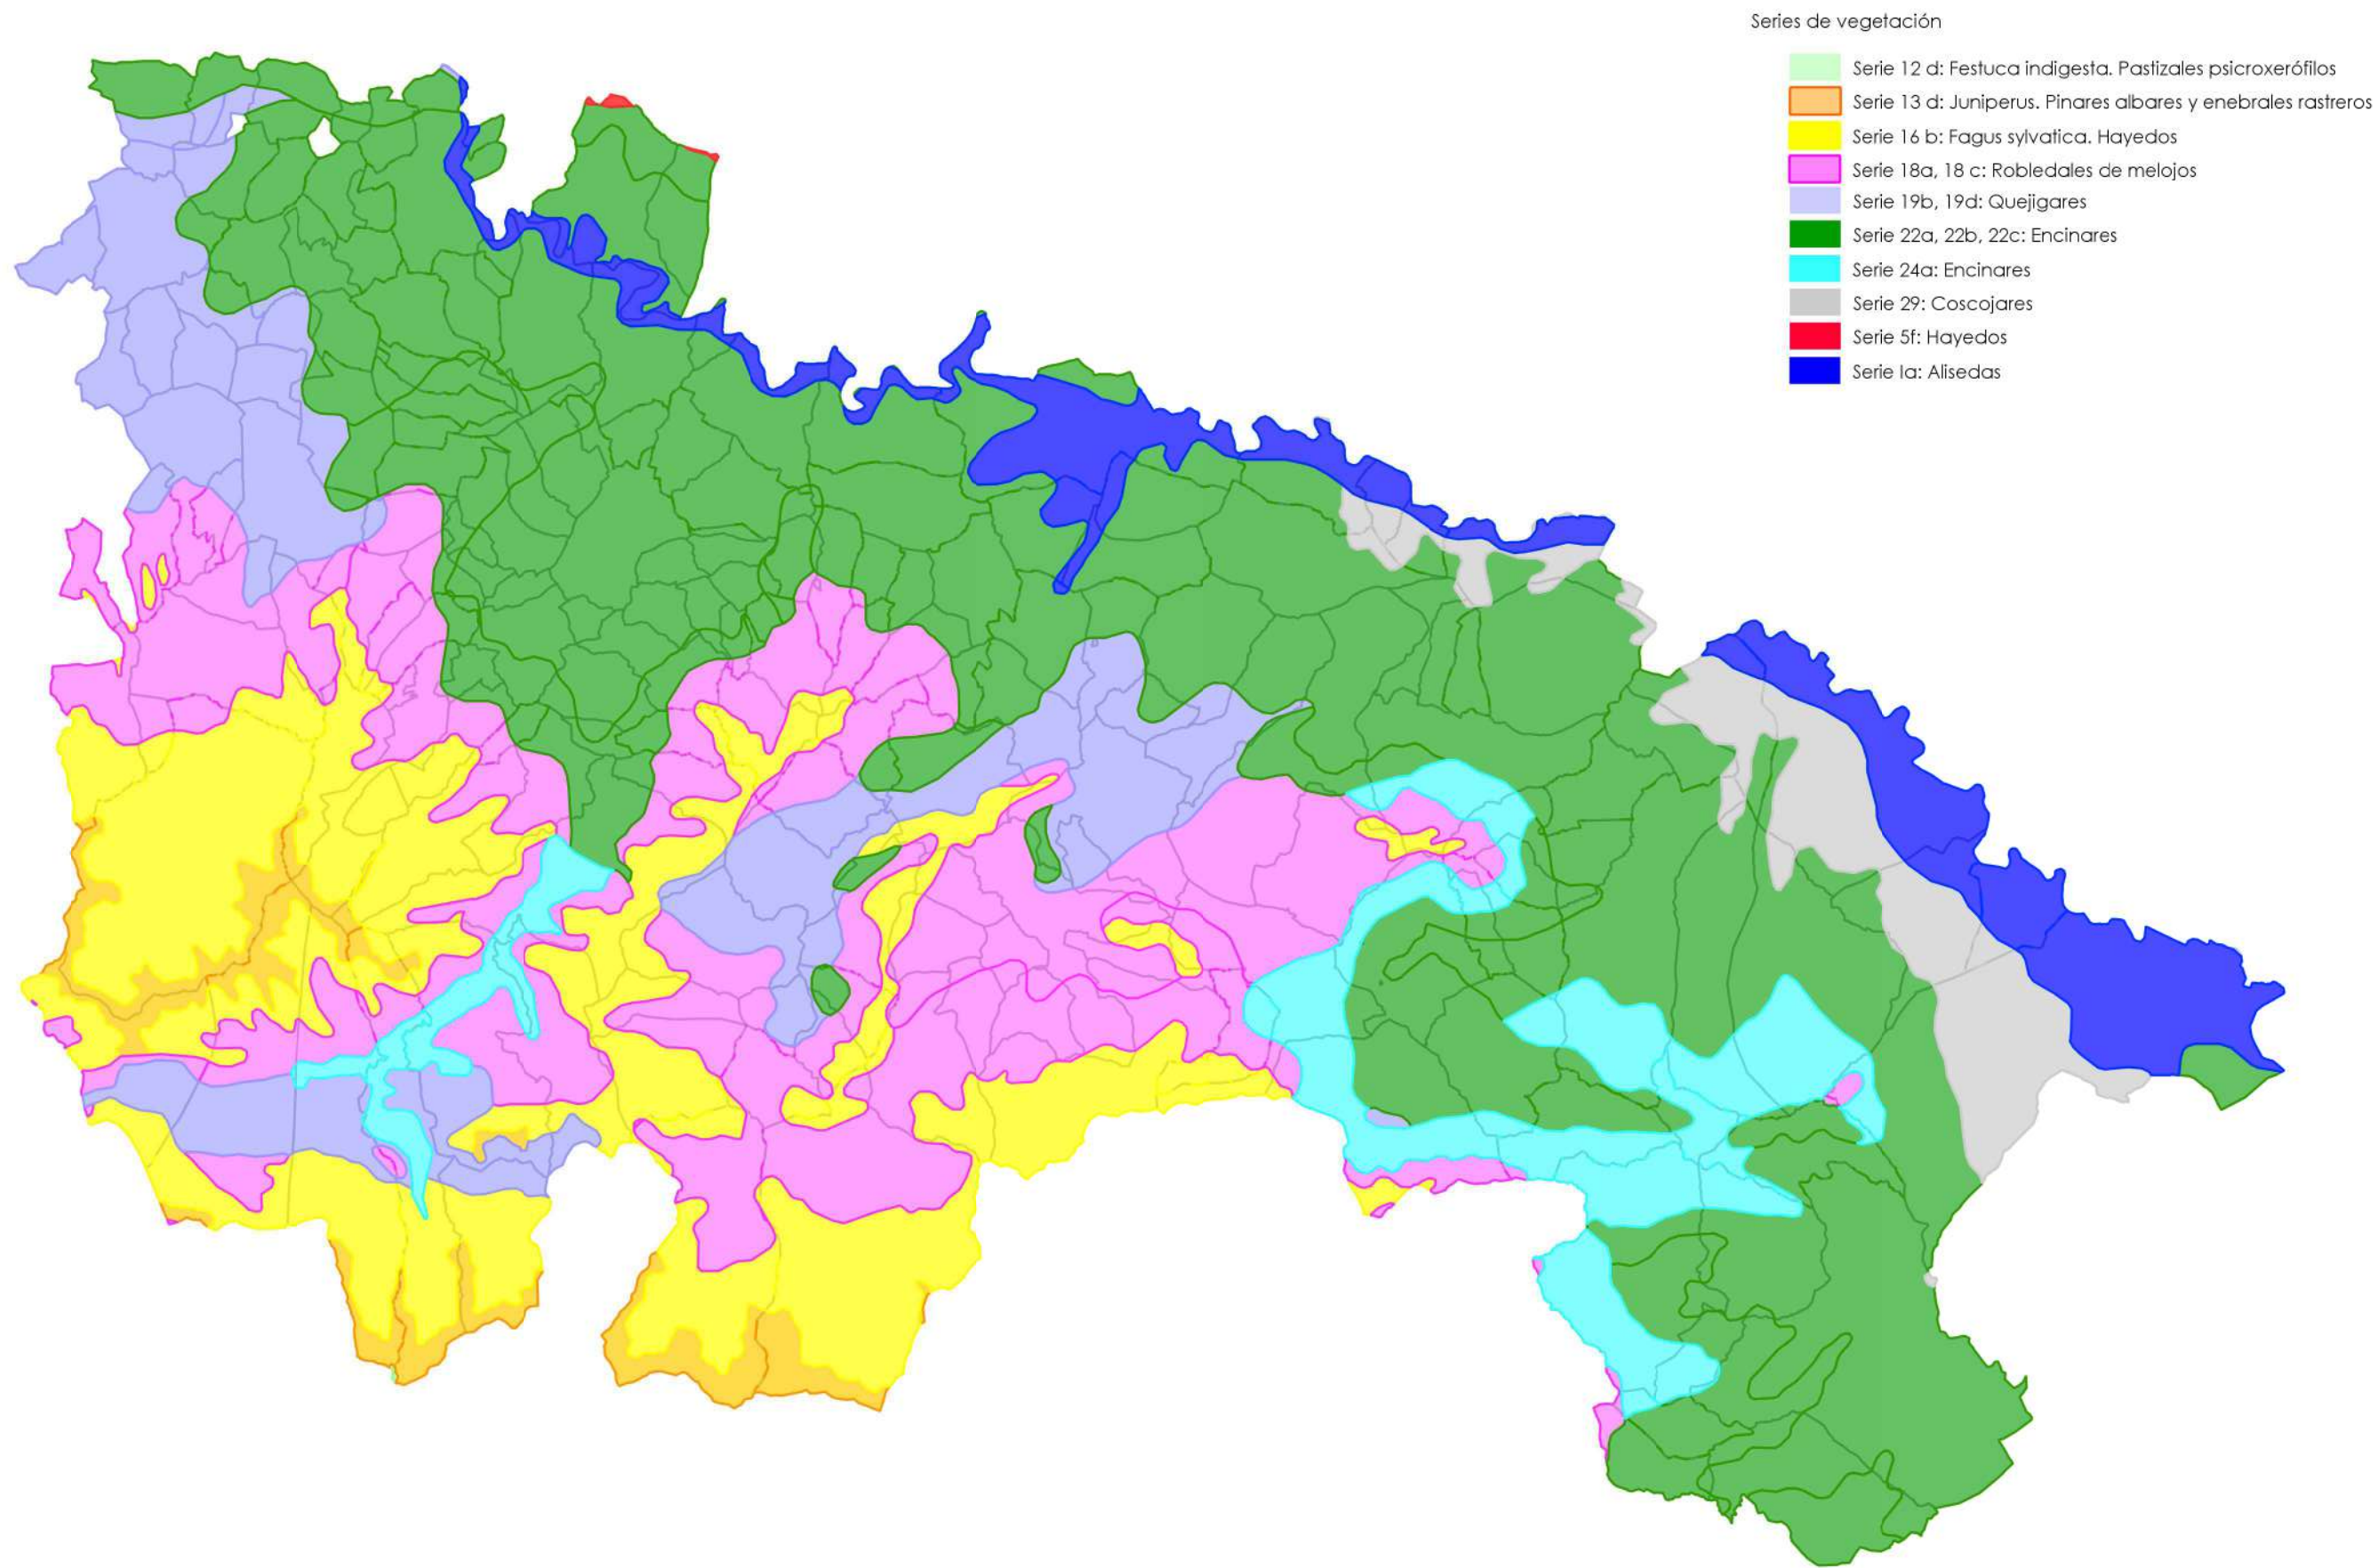 Series de vegetación
Serie 12 d: Festuca indigesta. Pastizales psicroxerófilos
Serie 13 d: Juniperus. Pinares albares y enebrales rastreros
Serie 16 b: Fagus sylvatica. Hayedos
Serie 18a, 18 c: Robledales de melojos
Serie 19b, 19d: Quejigares
Serie 22a, 22b, 22c: Encinares
Serie 24a: Encinares
Serie 29: Coscojares
Serie 5f: Hayedos
Serie Ia: Alisedas